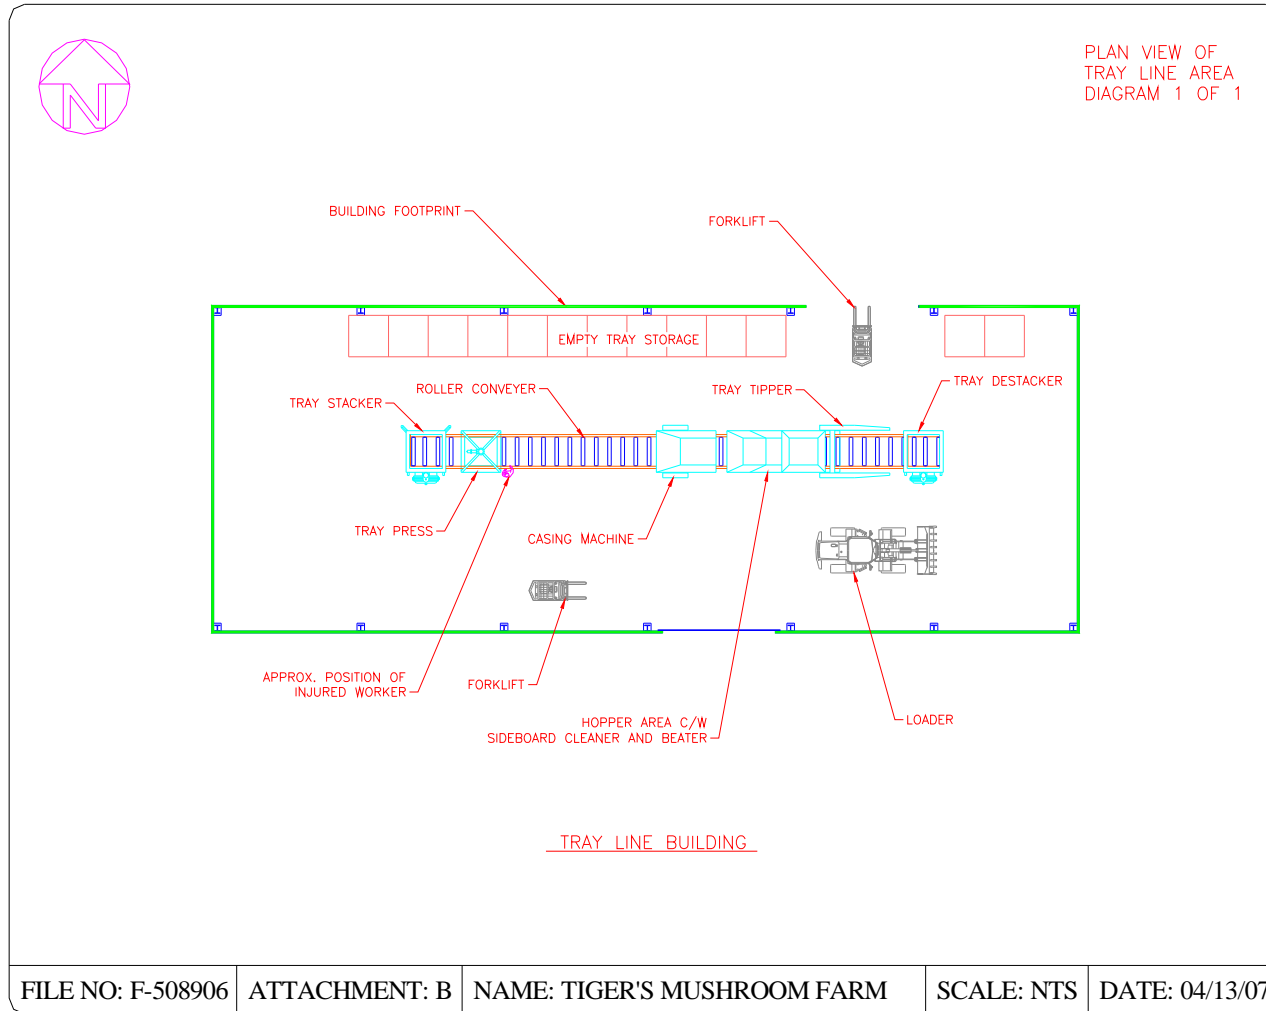 N
PLAN VIEW OF
TRAY LINE AREA
DIAGRAM 1 OF 1
BUILDING FOOTPRINT
FORKLIFT
EMPTY TRAY STORAGE
ROLLER CONVEYER
TRAY TIPPER
TRAY DESTACKER
TRAY STACKER
TRAY PRESS
CASING MACHINE
APPROX. POSITION OF
INJURED WORKER
FORKLIFT
HOPPER AREA C/W
SIDEBOARD CLEANER AND BEATER
LOADER
TRAY LINE BUILDING
FILE NO: F-508906 ATTACHMENT: B NAME: TIGER'S MUSHROOM FARM SCALE: NTS DATE: 04/13/07